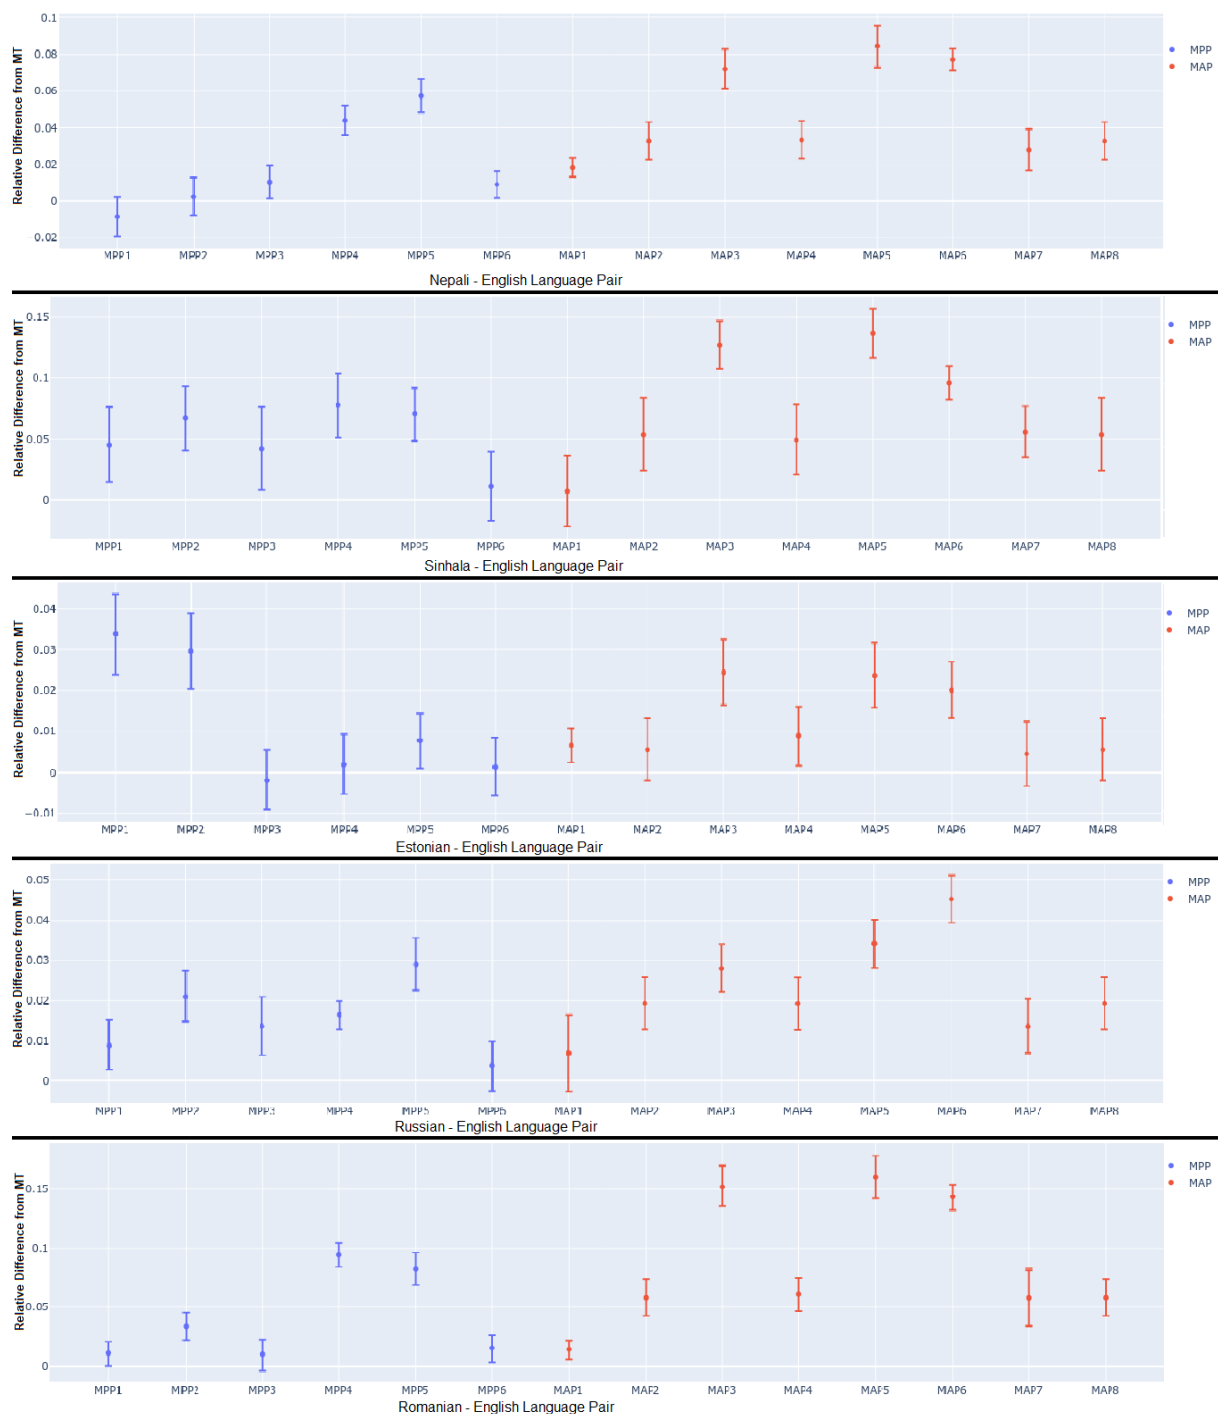 Relative Difference from MT
0.1
0.08
0.06
0.04
0.02
0
0.02
MPP1 MPP2 MPP3 MPP4 MPP5 MPP6 MAP1 MAP2 MAP3 MAP4 MAP5 MAP6 MAP7 MAP8
MPP
MAP
Nepali - English Language Pair
Relative Difference from MT
0.15
0.1
0.05
0
MPP1 MPP2 MPP3 MPP4 MPP5 MPP6 MAP1 MAP2 MAP3 MAP4 MAP5 MAP6 MAP7 MAP8
MPP
MAP
Sinhala - English Language Pair
Relative Difference from MT
0.04
0.03
0.02
0.01
0
−0.01
MPP1 MPP2 MPP3 MPP4 MPP5 MPP6 MAP1 MAP2 MAP3 MAP4 MAP5 MAP6 MAP7 MAP8
MPP
MAP
Estonian - English Language Pair
Relative Difference from MT
0.05
0.04
0.03
0.02
0.01
0
MPP1 MPP2 MPP3 MPP4 MPP5 MPP6 MAP1 MAP2 MAP3 MAP4 MAP5 MAP6 MAP7 MAP8
MPP
MAP
Russian - English Language Pair
Relative Difference from MT
0.15
0.1
0.05
0
MPP1 MPP2 MPP3 MPP4 MPP5 MPP6 MAP1 MAP2 MAP3 MAP4 MAP5 MAP6 MAP7 MAP8
MPP
MAP
Romanian - English Language Pair